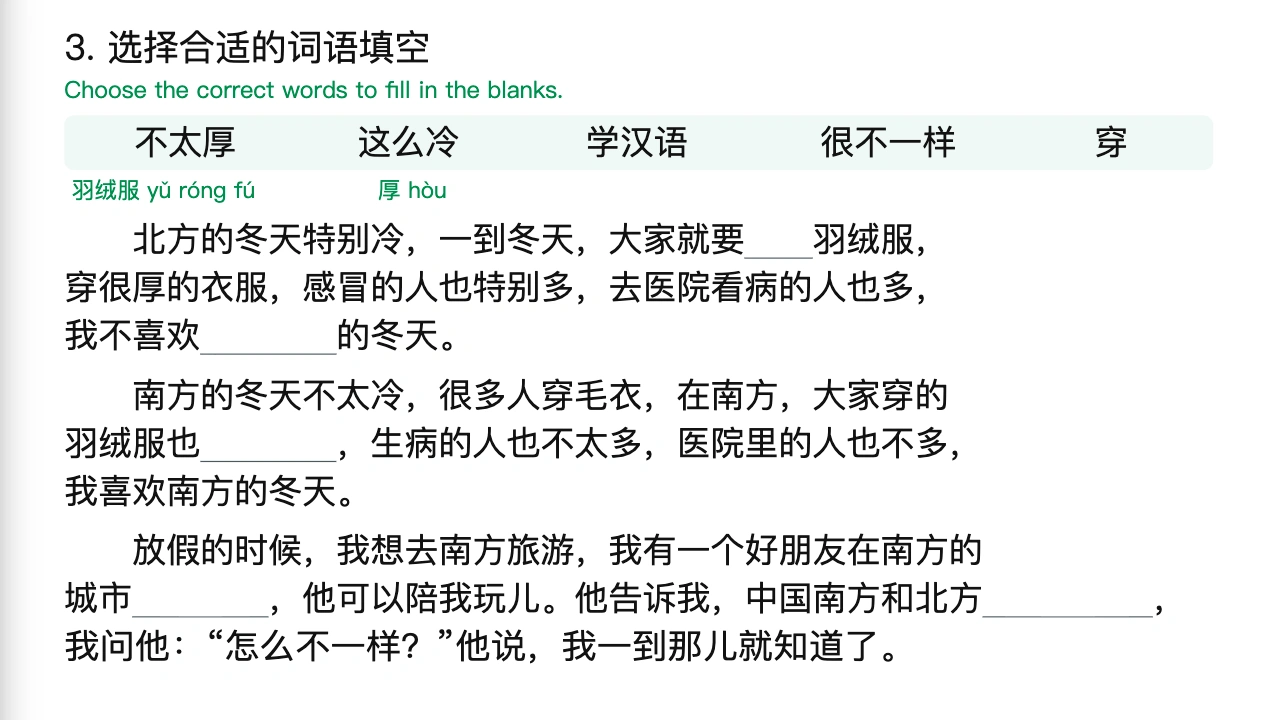 3. 选择合适的词语填空
Choose the correct words to fill in the blanks.
不太厚 这么冷 学汉语 很不一样 穿
羽绒服 yǔ róng fú 厚 hòu
北方的冬天特别冷，一到冬天，大家就要____羽绒服，
穿很厚的衣服，感冒的人也特别多，去医院看病的人也多，
我不喜欢________的冬天。
南方的冬天不太冷，很多人穿毛衣，在南方，大家穿的
羽绒服也________，生病的人也不太多，医院里的人也不多，
我喜欢南方的冬天。
放假的时候，我想去南方旅游，我有一个好朋友在南方的
城市________，他可以陪我玩儿。他告诉我，中国南方和北方__________，
我问他：“怎么不一样？”他说，我一到那儿就知道了。